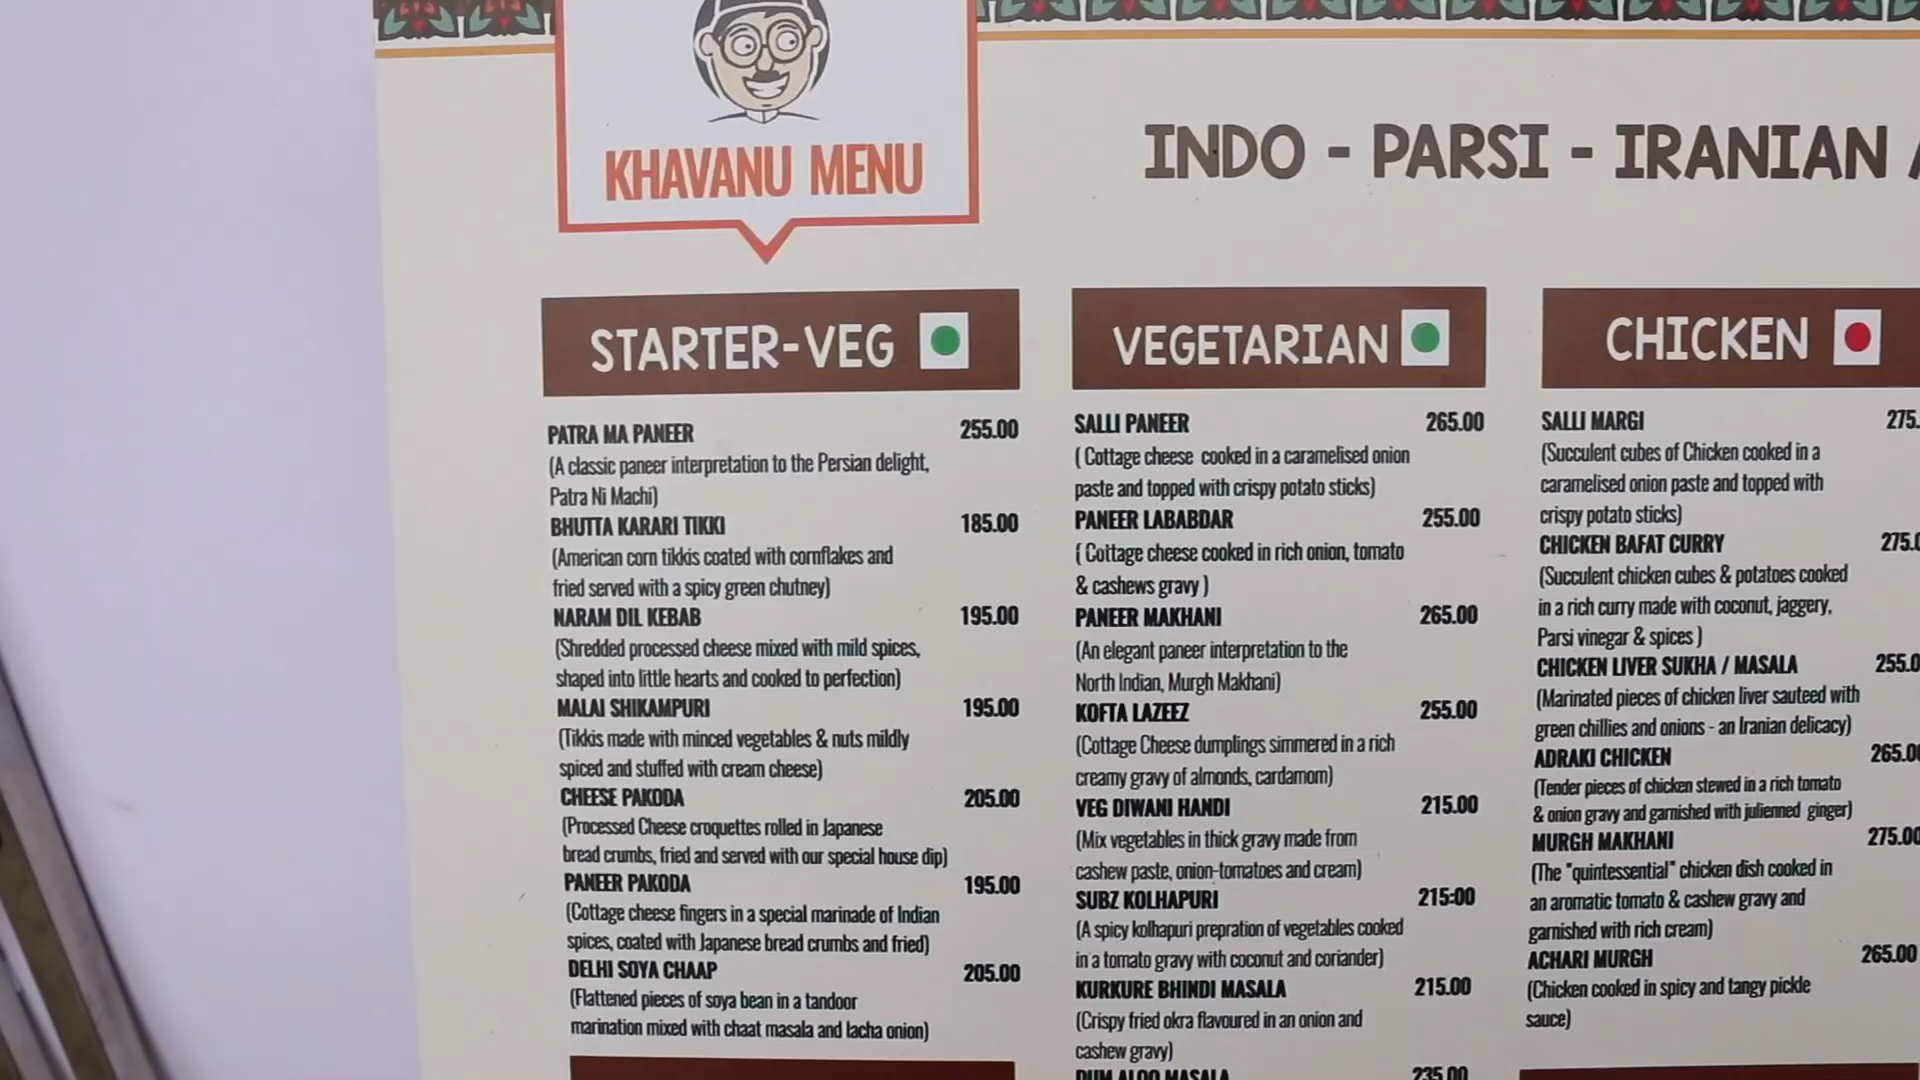 KHAVANU MENU
INDO - PARSI - IRANIAN
STARTER-VEG
PATRA MA PANEER 255.00
(A classic paneer interpretation to the Persian delight,
Patra Ni Machi)
BHUTTA KARARI TIKKI 185.00
(American corn tikkis coated with cornflakes and
fried served with a spicy green chutney)
NARAM DIL KEBAB 195.00
(Shredded processed cheese mixed with mild spices,
shaped into little hearts and cooked to perfection)
MALAI SHIKAMPURI 195.00
(Tikkis made with minced vegetables & nuts mildly
spiced and stuffed with cream cheese)
CHEESE PAKODA 205.00
(Processed Cheese croquettes rolled in Japanese
bread crumbs, fried and served with our special house dip)
PANEER PAKODA 195.00
(Cottage cheese fingers in a special marinade of Indian
spices, coated with Japanese bread crumbs and fried)
DELHI SOYA CHAAP 205.00
(Flattened pieces of soya bean in a tandoor
marination mixed with chaat masala and lacha onion)
VEGETARIAN
SALLI PANEER 265.00
( Cottage cheese cooked in a caramelised onion
paste and topped with crispy potato sticks)
PANEER LABABDAR 255.00
( Cottage cheese cooked in rich onion, tomato
& cashews gravy )
PANEER MAKHANI 265.00
(An elegant paneer interpretation to the
North Indian, Murgh Makhani)
KOFTA LAZEEZ 255.00
(Cottage Cheese dumplings simmered in a rich
creamy gravy of almonds, cardamom)
VEG DIWANI HANDI 215.00
(Mix vegetables in thick gravy made from
cashew paste, onion-tomatoes and cream)
SUBZ KOLHAPURI 215:00
(A spicy kolhapuri prepration of vegetables cooked
in a tomato gravy with coconut and coriander)
KURKURE BHINDI MASALA 215.00
(Crispy fried okra flavoured in an onion and
cashew gravy)
DUM ALOO MASALA 235.00
CHICKEN
SALLI MARGI 275.
(Succulent cubes of Chicken cooked in a
caramelised onion paste and topped with
crispy potato sticks)
CHICKEN BAFAT CURRY 275.0
(Succulent chicken cubes & potatoes cooked
in a rich curry made with coconut, jaggery,
Parsi vinegar & spices )
CHICKEN LIVER SUKHA / MASALA 255.0
(Marinated pieces of chicken liver sauteed with
green chillies and onions - an Iranian delicacy)
ADRAKI CHICKEN 265.00
(Tender pieces of chicken stewed in a rich tomato
& onion gravy and garnished with julienned ginger)
MURGH MAKHANI 275.00
(The "quintessential" chicken dish cooked in
an aromatic tomato & cashew gravy and
garnished with rich cream)
ACHARI MURGH 265.00
(Chicken cooked in spicy and tangy pickle
sauce)